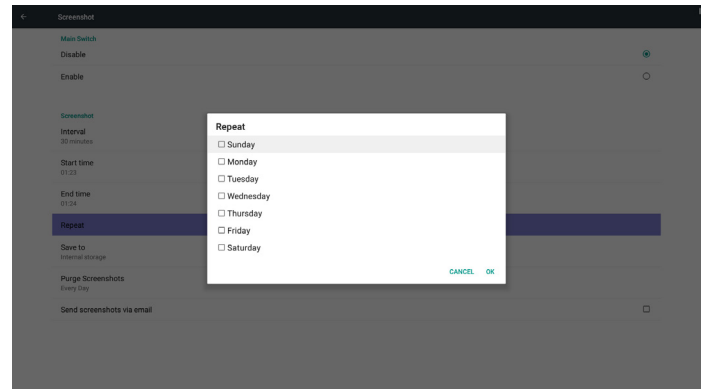 Screenshot
Main Switch
Disable
Enable
Screenshot
Interval
30 minutes
Start time
01:23
End time
01:24
Repeat
Save to
Internal storage
Purge Screenshots
Every Day
Send screenshots via email
Repeat
Sunday
Monday
Tuesday
Wednesday
Thursday
Friday
Saturday
CANCEL OK